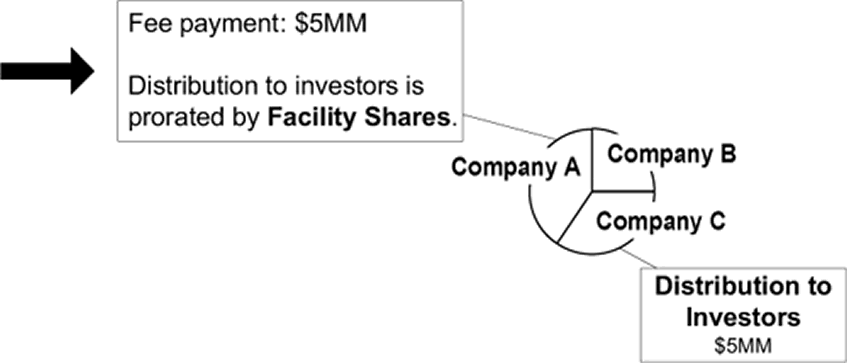 Fee payment: $5MM
Distribution to investors is
prorated by Facility Shares.
Company A
Company B
Company C
Distribution to
Investors
$5MM